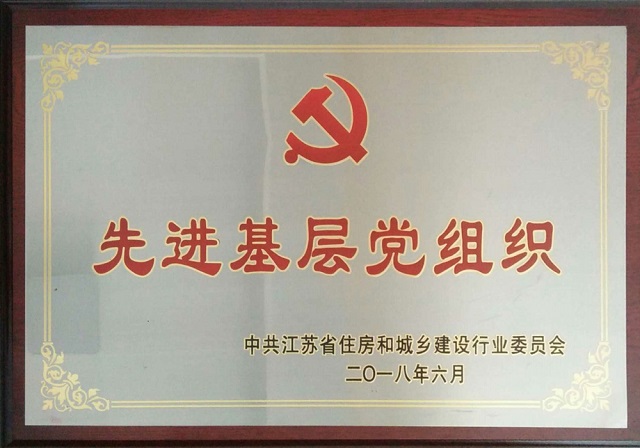 先进基层党组织
中共江苏省住房和城乡建设行业委员会
二〇一八年六月